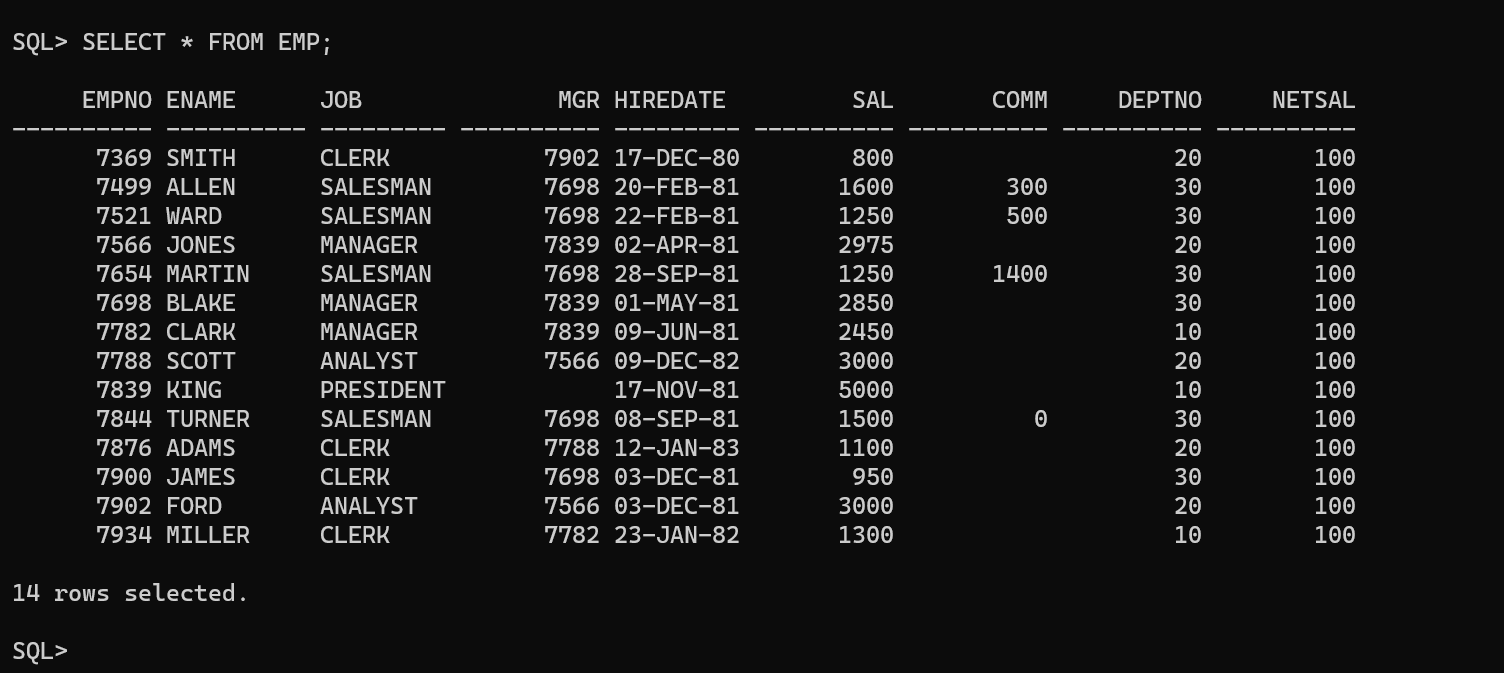 SQL> SELECT * FROM EMP;
     EMPNO ENAME      JOB              MGR HIREDATE         SAL       COMM     DEPTNO     NETSAL
---------- ---------- --------- ---------- --------- ---------- ---------- ---------- ----------
      7369 SMITH      CLERK           7902 17-DEC-80        800                    20        100
      7499 ALLEN      SALESMAN        7698 20-FEB-81       1600        300         30        100
      7521 WARD       SALESMAN        7698 22-FEB-81       1250        500         30        100
      7566 JONES      MANAGER         7839 02-APR-81       2975                    20        100
      7654 MARTIN     SALESMAN        7698 28-SEP-81       1250       1400         30        100
      7698 BLAKE      MANAGER         7839 01-MAY-81       2850                    30        100
      7782 CLARK      MANAGER         7839 09-JUN-81       2450                    10        100
      7788 SCOTT      ANALYST         7566 09-DEC-82       3000                    20        100
      7839 KING       PRESIDENT            17-NOV-81       5000                    10        100
      7844 TURNER     SALESMAN        7698 08-SEP-81       1500          0         30        100
      7876 ADAMS      CLERK           7788 12-JAN-83       1100                    20        100
      7900 JAMES      CLERK           7698 03-DEC-81        950                    30        100
      7902 FORD       ANALYST         7566 03-DEC-81       3000                    20        100
      7934 MILLER     CLERK           7782 23-JAN-82       1300                    10        100
14 rows selected.
SQL>